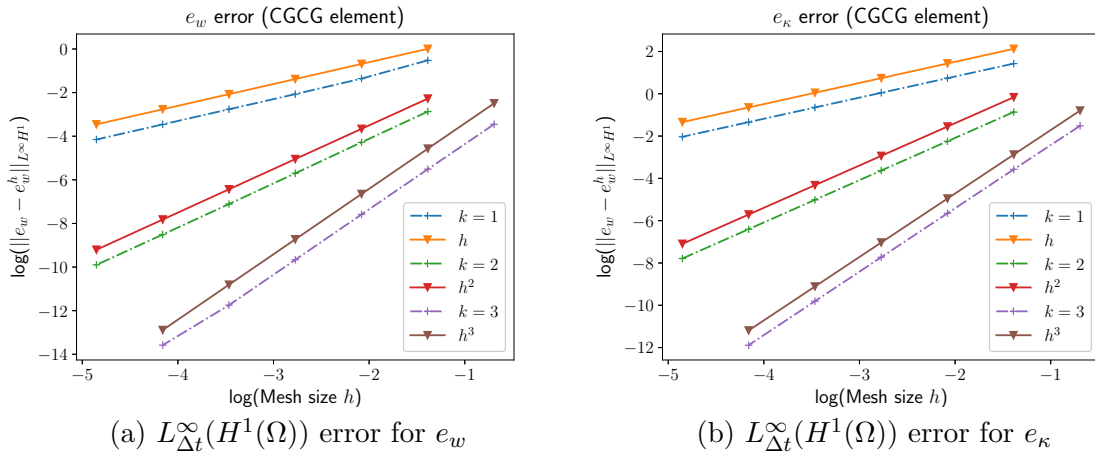 e_w error (CGCG element)
log(||e_w − e_w^h||_{L^∞ H^1})
0
−2
−4
−6
−8
−10
−12
−14
k = 1
h
k = 2
h^2
k = 3
h^3
−5
−4
−3
−2
−1
log(Mesh size h)
(a) L^∞_{Δt}(H^1(Ω)) error for e_w
e_κ error (CGCG element)
log(||e_w − e_w^h||_{L^∞ H^1})
2
0
−2
−4
−6
−8
−10
−12
k = 1
h
k = 2
h^2
k = 3
h^3
−5
−4
−3
−2
−1
log(Mesh size h)
(b) L^∞_{Δt}(H^1(Ω)) error for e_κ